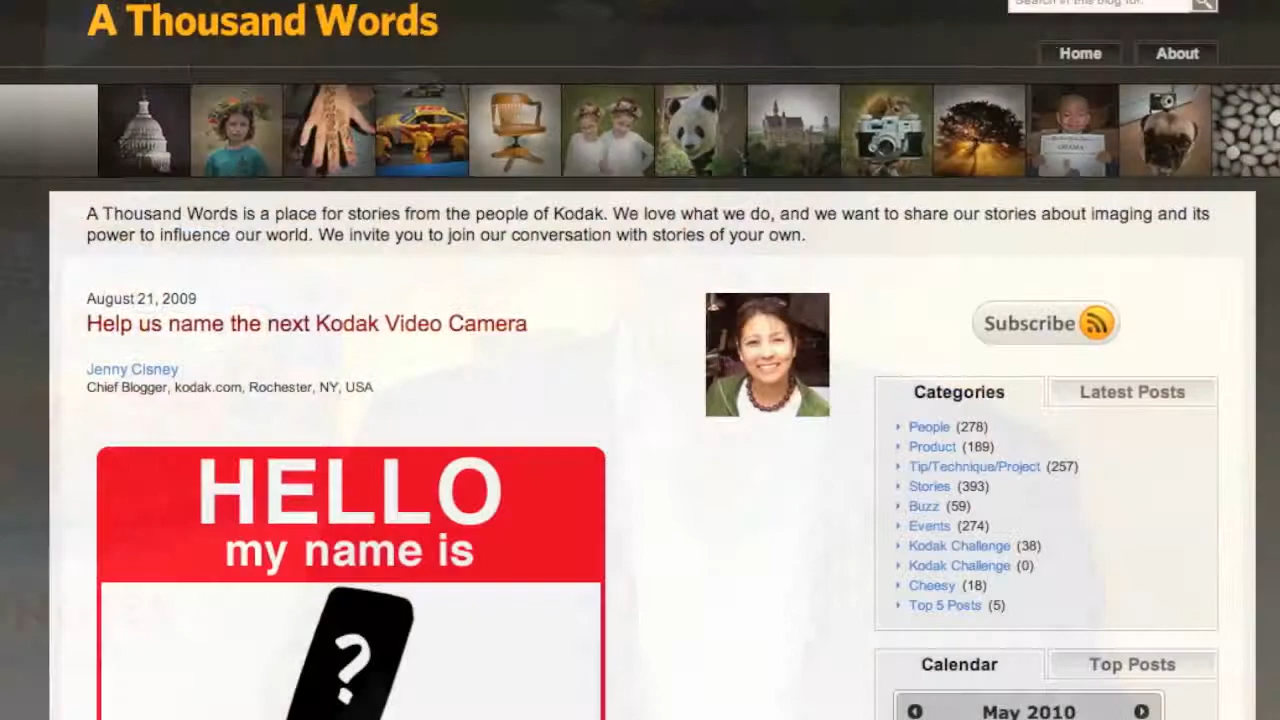 A Thousand Words
Search in this blog for:
Home
About
A Thousand Words is a place for stories from the people of Kodak. We love what we do, and we want to share our stories about imaging and its
power to influence our world. We invite you to join our conversation with stories of your own.
August 21, 2009
Help us name the next Kodak Video Camera
Jenny Cisney
Chief Blogger, kodak.com, Rochester, NY, USA
HELLO
my name is
?
Subscribe
Categories
Latest Posts
People (278)
Product (189)
Tip/Technique/Project (257)
Stories (393)
Buzz (59)
Events (274)
Kodak Challenge (38)
Kodak Challenge (0)
Cheesy (18)
Top 5 Posts (5)
Calendar
Top Posts
May 2010